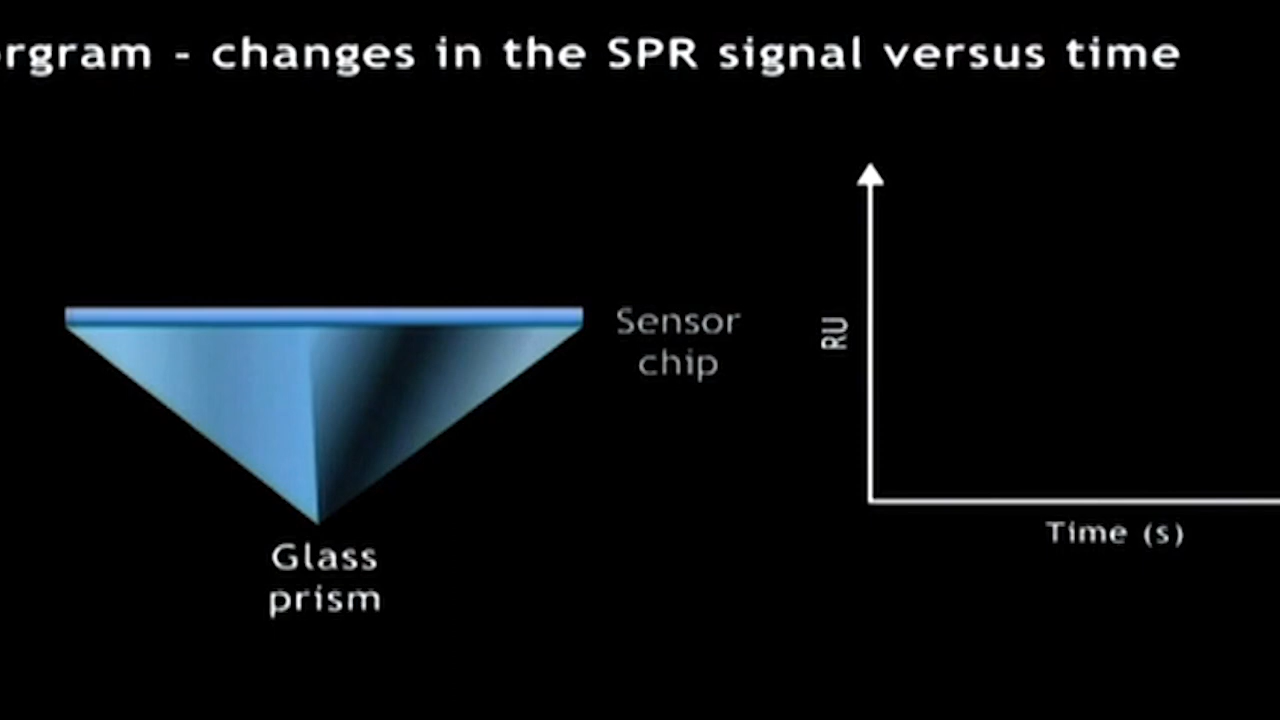 rgram - changes in the SPR signal versus time
Sensor
chip
RU
Time (s)
Glass
prism